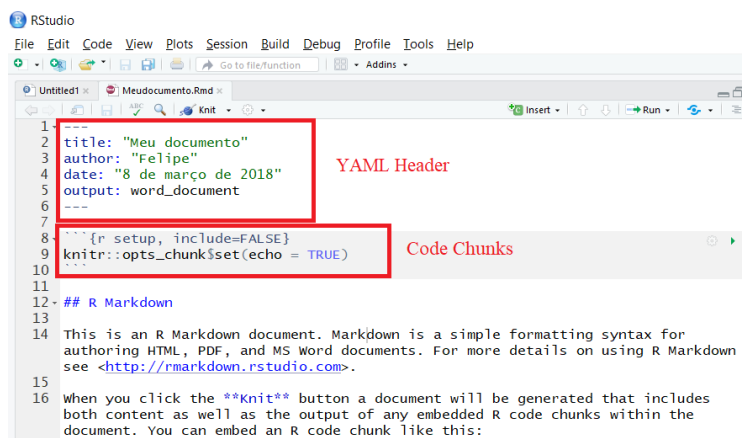 RStudio
File Edit Code View Plots Session Build Debug Profile Tools Help
Go to file/function Addins
Untitled1 Meudocumento.Rmd
ABC Knit Insert Run
1 ---
2 title: "Meu documento"
3 author: "Felipe"
4 date: "8 de março de 2018"
5 output: word_document
6 ---
YAML Header
7
8 ```{r setup, include=FALSE}
9 knitr::opts_chunk$set(echo = TRUE)
10 ```
Code Chunks
11
12 ## R Markdown
13
14 This is an R Markdown document. Markdown is a simple formatting syntax for
authoring HTML, PDF, and MS Word documents. For more details on using R Markdown
see <http://rmarkdown.rstudio.com>.
15
16 When you click the **Knit** button a document will be generated that includes
both content as well as the output of any embedded R code chunks within the
document. You can embed an R code chunk like this: